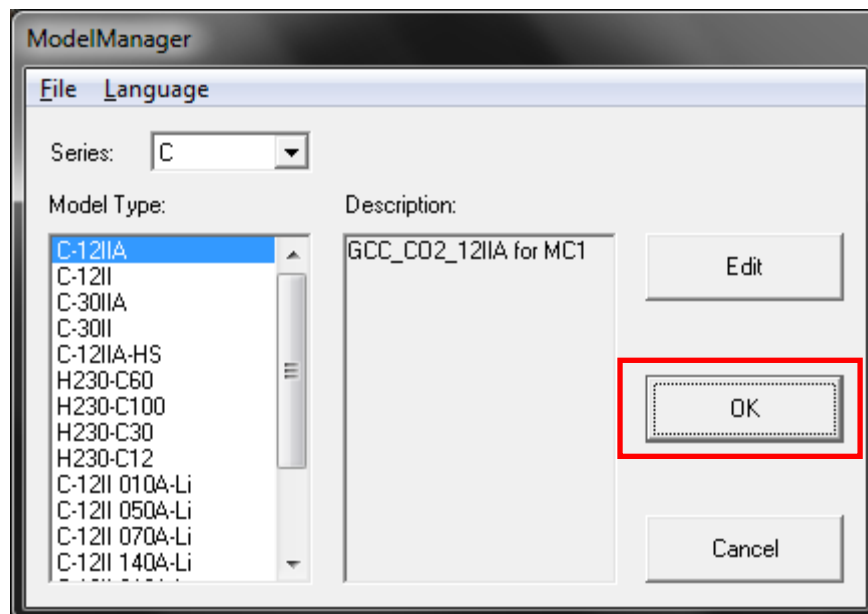 ModelManager
File Language
Series: C
Model Type:
Description:
C-12IIA
C-12II
C-30IIA
C-30II
C-12IIA-HS
H230-C60
H230-C100
H230-C30
H230-C12
C-12II 010A-Li
C-12II 050A-Li
C-12II 070A-Li
C-12II 140A-Li
GCC_CO2_12IIA for MC1
Edit
OK
Cancel